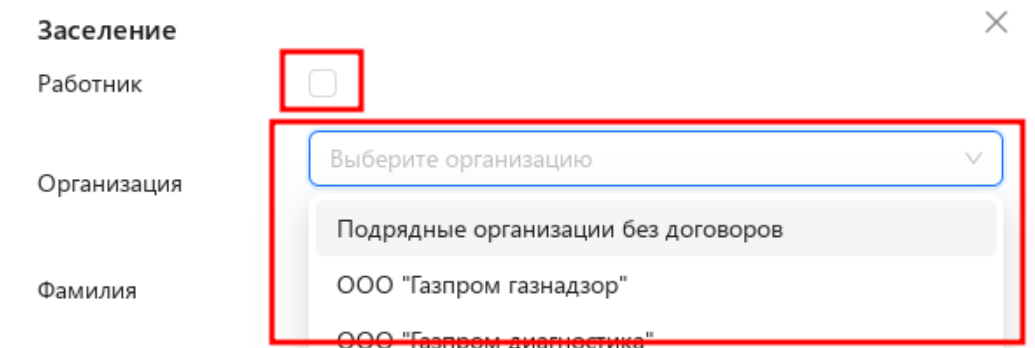 Заселение
Работник
Организация
Выберите организацию
Подрядные организации без договоров
Фамилия
ООО "Газпром газнадзор"
ООО "Газпром диагностика"